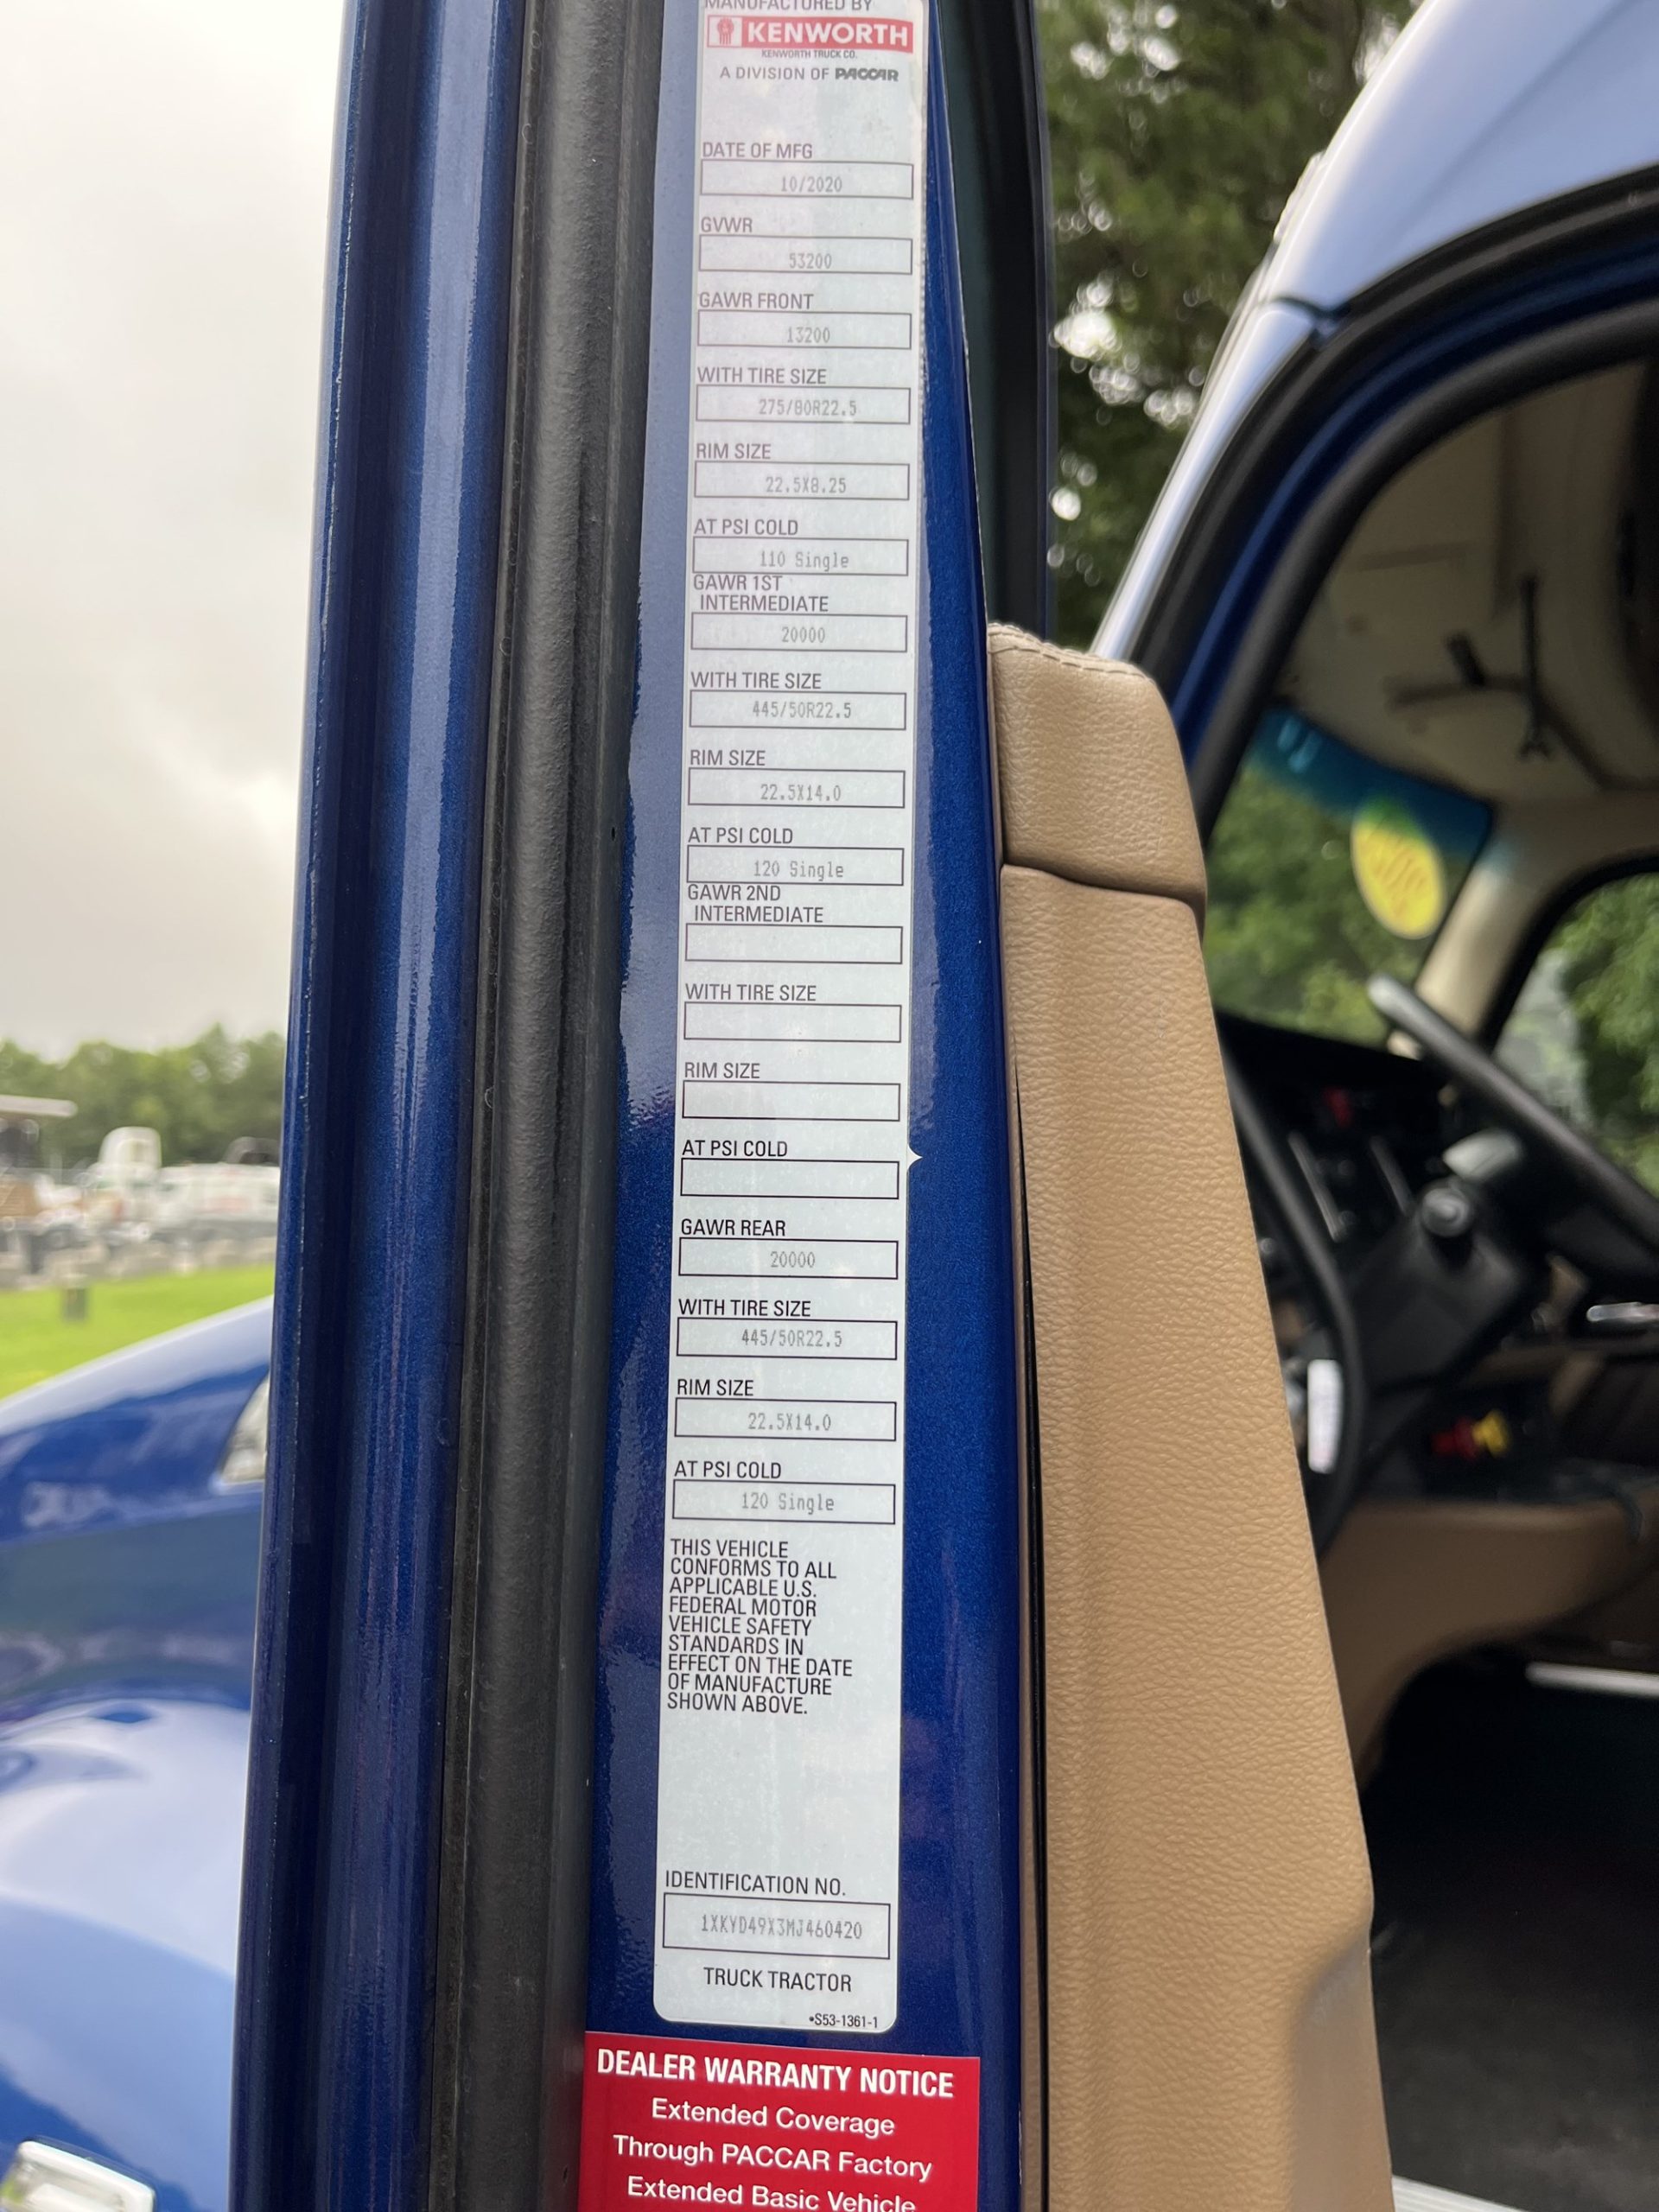 MANUFACTURED BY
KENWORTH
KENWORTH TRUCK CO.
A DIVISION OF PACCAR
DATE OF MFG
10/2020
GVWR
53200
GAWR FRONT
13200
WITH TIRE SIZE
275/80R22.5
RIM SIZE
22.5X8.25
AT PSI COLD
110 Single
GAWR 1ST
INTERMEDIATE
20000
WITH TIRE SIZE
445/50R22.5
RIM SIZE
22.5X14.0
AT PSI COLD
120 Single
GAWR 2ND
INTERMEDIATE
WITH TIRE SIZE
RIM SIZE
AT PSI COLD
GAWR REAR
20000
WITH TIRE SIZE
445/50R22.5
RIM SIZE
22.5X14.0
AT PSI COLD
120 Single
THIS VEHICLE
CONFORMS TO ALL
APPLICABLE U.S.
FEDERAL MOTOR
VEHICLE SAFETY
STANDARDS IN
EFFECT ON THE DATE
OF MANUFACTURE
SHOWN ABOVE.
IDENTIFICATION NO.
1XKYD49X3MJ460420
TRUCK TRACTOR
•S53-1361-1
DEALER WARRANTY NOTICE
Extended Coverage
Through PACCAR Factory
Extended Basic Vehicle